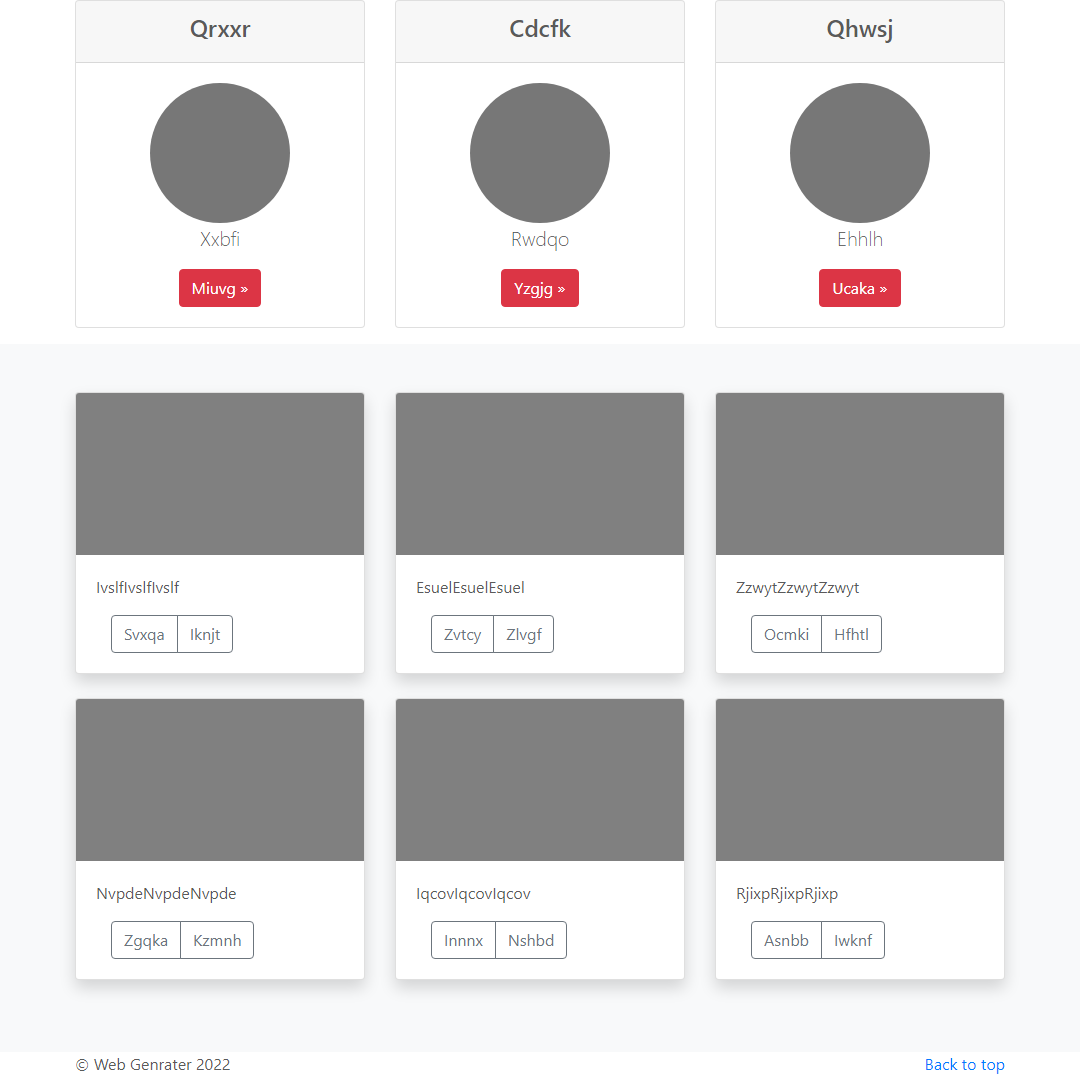 Qrxxr
Cdcfk
Qhwsj
Xxbfi
Rwdqo
Ehhlh
Miuvg »
Yzgjg »
Ucaka »
IvslfIvslfIvslf
EsuelEsuelEsuel
ZzwytZzwytZzwyt
Svxqa Iknjt
Zvtcy Zlvgf
Ocmki Hfhtl
NvpdeNvpdeNvpde
IqcovIqcovIqcov
RjixpRjixpRjixp
Zgqka Kzmnh
Innnx Nshbd
Asnbb Iwknf
© Web Genrater 2022
Back to top